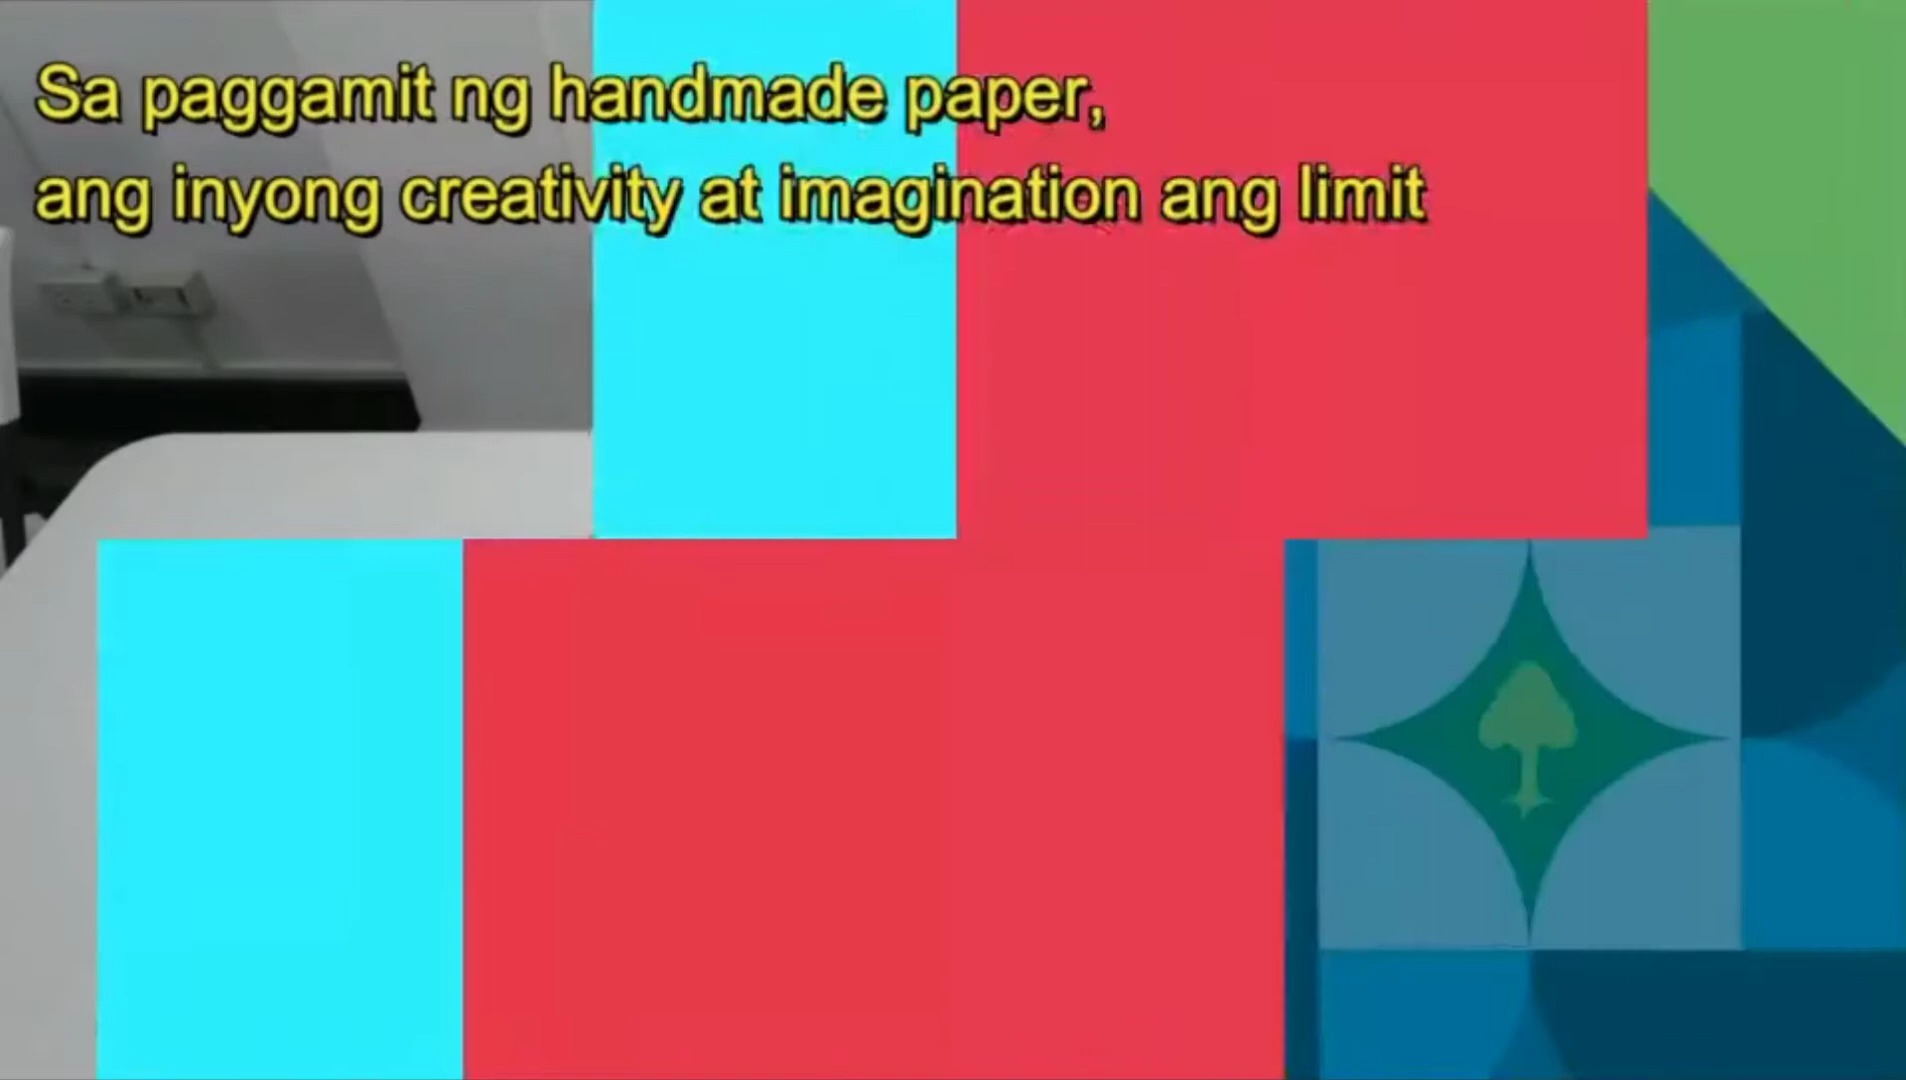 Sa paggamit ng handmade paper,
ang inyong creativity at imagination ang limit